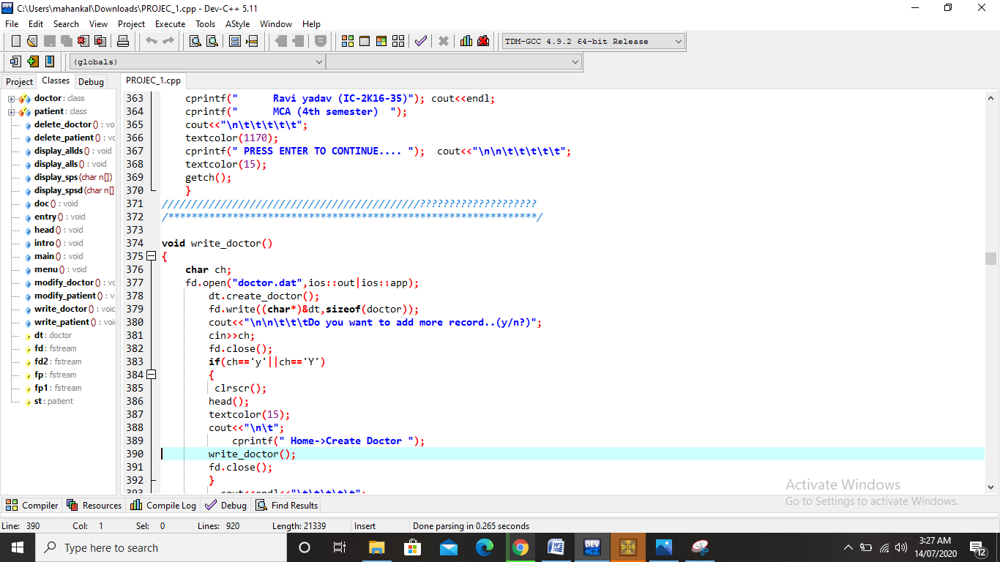 C:\Users\mahankal\Downloads\PROJEC_1.cpp - Dev-C++ 5.11
File Edit Search View Project Execute Tools AStyle Window Help
TDM-GCC 4.9.2 64-bit Release
(globals)
Project Classes Debug
PROJEC_1.cpp
doctor : class
patient : class
delete_doctor () : vo
delete_patient () : vc
display_allds () : void
display_alls () : void
display_sps (char n[])
display_spsd (char n[]
doc () : void
entry () : void
head () : void
intro () : void
main () : void
menu () : void
modify_doctor () : vc
modify_patient () : v
write_doctor () : void
write_patient () : voi
dt : doctor
fd : fstream
fd2 : fstream
fp : fstream
fp1 : fstream
st : patient
363 cprintf("      Ravi yadav (IC-2K16-35)"); cout<<endl;
364 cprintf("      MCA (4th semester)  ");
365 cout<<"\n\t\t\t\t\t";
366 textcolor(1170);
367 cprintf(" PRESS ENTER TO CONTINUE.... ");  cout<<"\n\n\t\t\t\t\t";
368 textcolor(15);
369 getch();
370 }
371 ////////////////////////////////////////////????????????????????
372 /***************************************************************/
373
374 void write_doctor()
375 {
376 char ch;
377 fd.open("doctor.dat",ios::out|ios::app);
378 dt.create_doctor();
379 fd.write((char*)&dt,sizeof(doctor));
380 cout<<"\n\n\t\t\tDo you want to add more record..(y/n?)";
381 cin>>ch;
382 fd.close();
383 if(ch=='y'||ch=='Y')
384 {
385 clrscr();
386 head();
387 textcolor(15);
388 cout<<"\n\t";
389 cprintf(" Home->Create Doctor ");
390 write_doctor();
391 fd.close();
392 }
393 cout<<endl<<"\t\t\t\t\t";
Activate Windows
Go to Settings to activate Windows.
Compiler Resources Compile Log Debug Find Results
Line: 390 Col: 1 Sel: 0 Lines: 920 Length: 21339 Insert Done parsing in 0.265 seconds
Type here to search
3:27 AM
14/07/2020
12